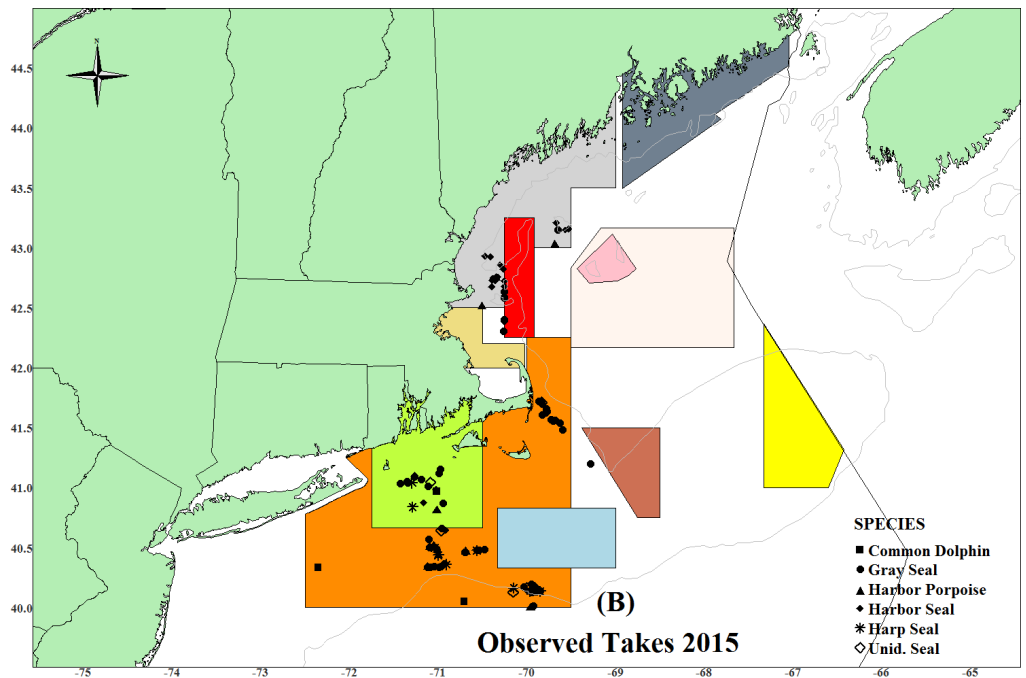 N
44.5
44.0
43.5
43.0
42.5
42.0
41.5
41.0
40.5
40.0
SPECIES
Common Dolphin
Gray Seal
Harbor Porpoise
Harbor Seal
Harp Seal
Unid. Seal
(B)
Observed Takes 2015
-75 -74 -73 -72 -71 -70 -69 -68 -67 -66 -65